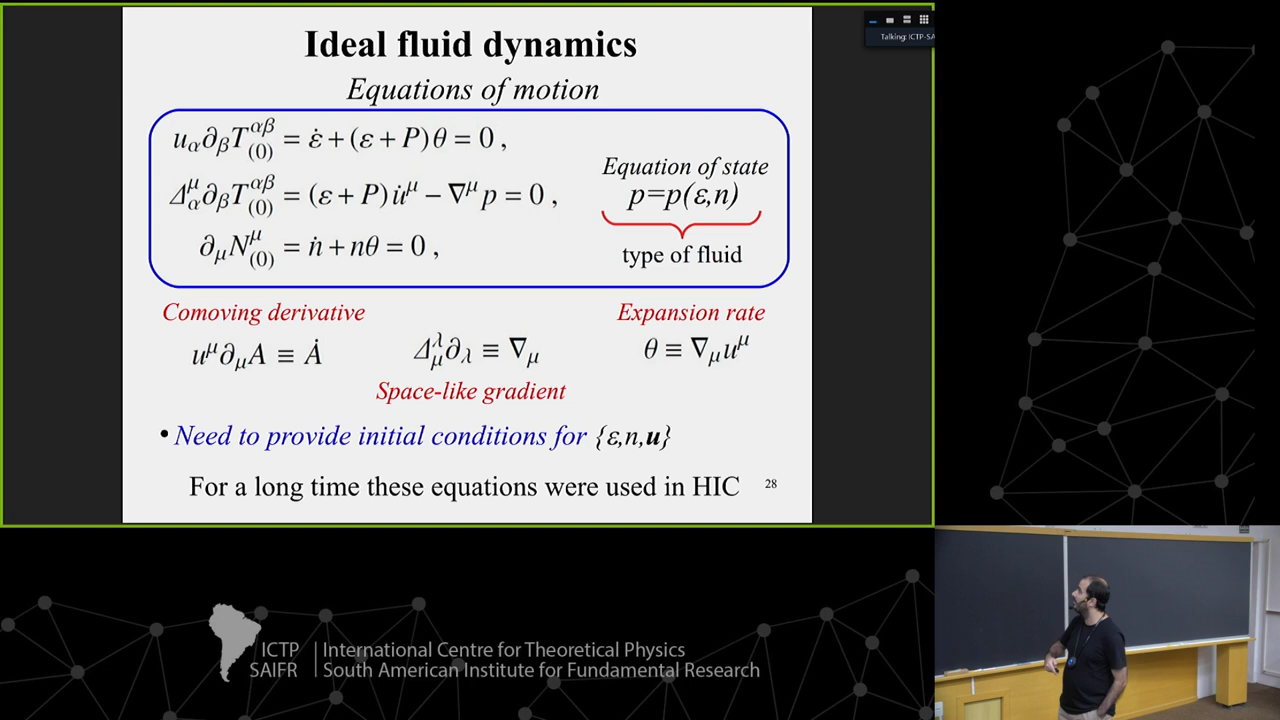 Ideal fluid dynamics
Equations of motion
u_α ∂_β T^{αβ}_{(0)} = ε̇ + (ε + P) θ = 0 ,
Δ^μ_α ∂_β T^{αβ}_{(0)} = (ε + P) u̇^μ − ∇^μ p = 0 ,
∂_μ N^μ_{(0)} = ṅ + nθ = 0 ,
Equation of state
p=p(ε,n)
type of fluid
Comoving derivative
u^μ ∂_μ A ≡ Ȧ
Δ^λ_μ ∂_λ ≡ ∇_μ
Space-like gradient
Expansion rate
θ ≡ ∇_μ u^μ
• Need to provide initial conditions for {ε,n,u}
For a long time these equations were used in HIC
28
Talking: ICTP-SA
ICTP
SAIFR
International Centre for Theoretical Physics
South American Institute for Fundamental Research